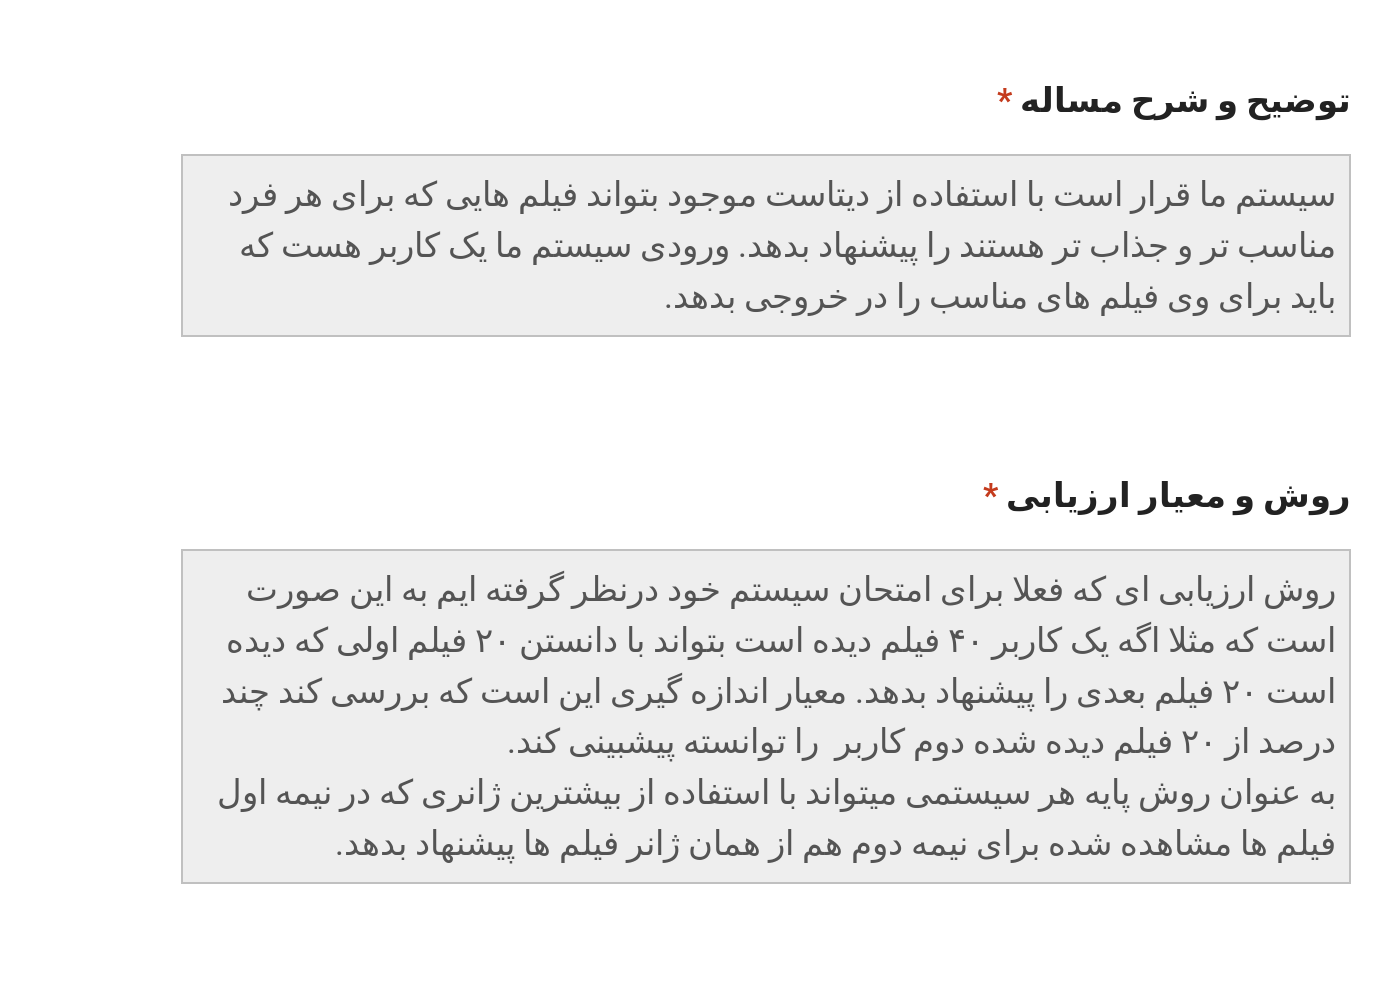 توضیح و شرح مساله *
سیستم ما قرار است با استفاده از دیتاست موجود بتواند فیلم هایی که برای هر فرد
مناسب تر و جذاب تر هستند را پیشنهاد بدهد. ورودی سیستم ما یک کاربر هست که
باید برای وی فیلم های مناسب را در خروجی بدهد.
روش و معیار ارزیابی *
روش ارزیابی ای که فعلا برای امتحان سیستم خود درنظر گرفته ایم به این صورت
است که مثلا اگه یک کاربر ۴۰ فیلم دیده است بتواند با دانستن ۲۰ فیلم اولی که دیده
است ۲۰ فیلم بعدی را پیشنهاد بدهد. معیار اندازه گیری این است که بررسی کند چند
درصد از ۲۰ فیلم دیده شده دوم کاربر  را توانسته پیشبینی کند.
به عنوان روش پایه هر سیستمی میتواند با استفاده از بیشترین ژانری که در نیمه اول
فیلم ها مشاهده شده برای نیمه دوم هم از همان ژانر فیلم ها پیشنهاد بدهد.